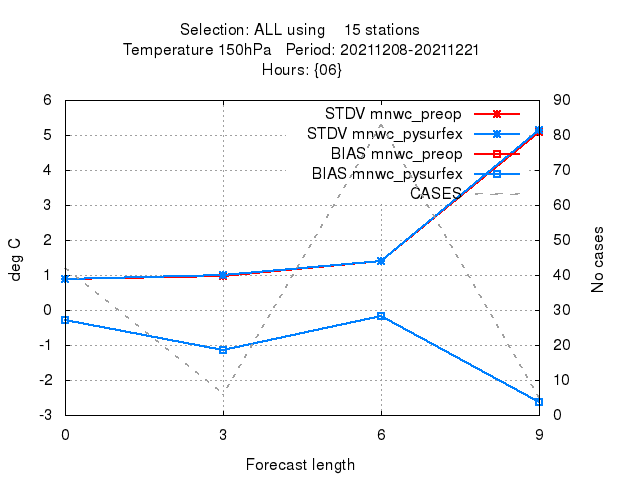 Selection: ALL using 15 stations
Temperature 150hPa Period: 20211208-20211221
Hours: {06}
STDV mnwc_preop
STDV mnwc_pysurfex
BIAS mnwc_preop
BIAS mnwc_pysurfex
CASES
6
5
4
3
2
1
0
-1
-2
-3
deg C
90
80
70
60
50
40
30
20
10
0
No cases
0 3 6 9
Forecast length